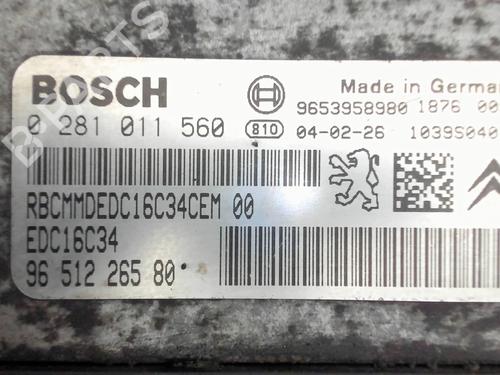 BOSCH
Made in German
9653958980 1876 00
0 281 011 560
810 04-02-26 1039S040
RBCMMDEDC16C34CEM 00
EDC16C34
96 512 265 80